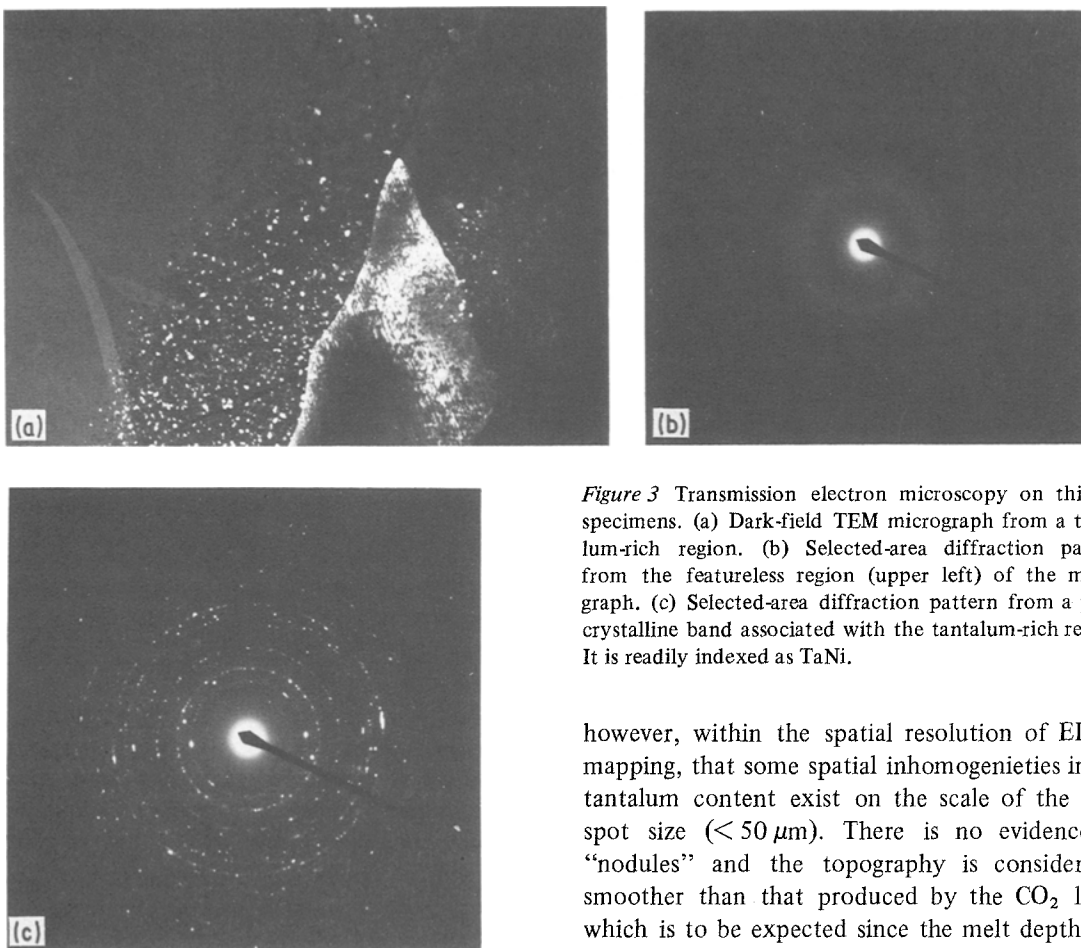 (a)
(b)
(c)
Figure 3 Transmission electron microscopy on thi
specimens. (a) Dark-field TEM micrograph from a t
lum-rich region. (b) Selected-area diffraction pa
from the featureless region (upper left) of the m
graph. (c) Selected-area diffraction pattern from a
crystalline band associated with the tantalum-rich re
It is readily indexed as TaNi.
however, within the spatial resolution of EI
mapping, that some spatial inhomogenieties in
tantalum content exist on the scale of the
spot size (< 50 μm). There is no evidence
“nodules” and the topography is consider
smoother than that produced by the CO₂ l
which is to be expected since the melt depth